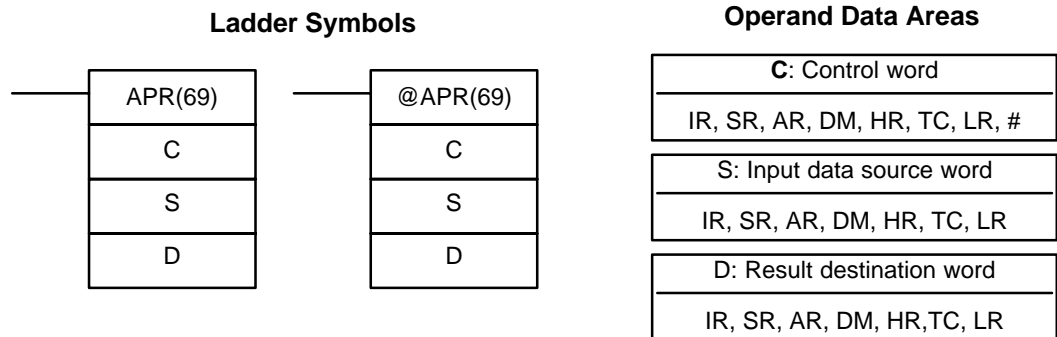 Ladder Symbols
APR(69)
C
S
D
@APR(69)
C
S
D
Operand Data Areas
C: Control word
IR, SR, AR, DM, HR, TC, LR, #
S: Input data source word
IR, SR, AR, DM, HR, TC, LR
D: Result destination word
IR, SR, AR, DM, HR,TC, LR